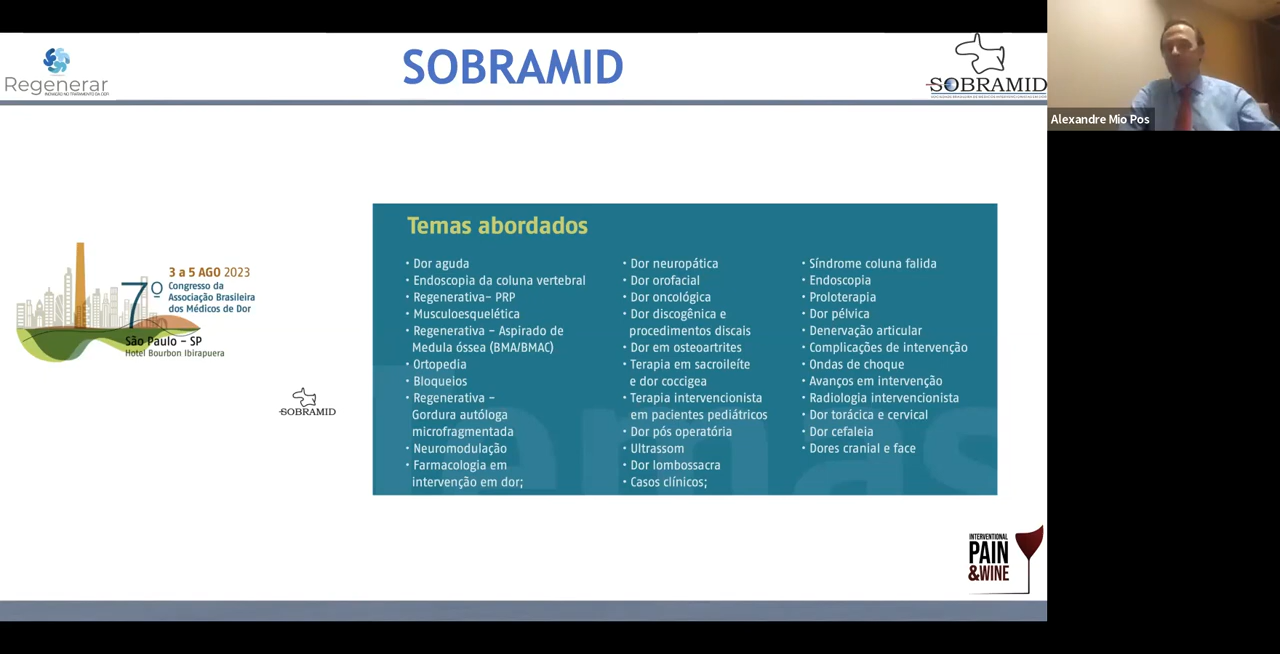 Regenerar
INOVAÇÃO NO TRATAMENTO DA DOR
SOBRAMID
SOBRAMID
Alexandre Mio Pos
3 a 5 AGO 2023
7º
Congresso da
Associação Brasileira
dos Médicos de Dor
São Paulo – SP
Hotel Bourbon Ibirapuera
SOBRAMID
Temas abordados
• Dor aguda
• Endoscopia da coluna vertebral
• Regenerativa– PRP
• Musculoesquelética
• Regenerativa – Aspirado de
Medula óssea (BMA/BMAC)
• Ortopedia
• Bloqueios
• Regenerativa –
Gordura autóloga
microfragmentada
• Neuromodulação
• Farmacologia em
intervenção em dor;
• Dor neuropática
• Dor orofacial
• Dor oncológica
• Dor discogênica e
procedimentos discais
• Dor em osteoartrites
• Terapia em sacroileíte
e dor coccigea
• Terapia intervencionista
em pacientes pediátricos
• Dor pós operatória
• Ultrassom
• Dor lombossacra
• Casos clínicos;
• Síndrome coluna falida
• Endoscopia
• Proloterapia
• Dor pélvica
• Denervação articular
• Complicações de intervenção
• Ondas de choque
• Avanços em intervenção
• Radiologia intervencionista
• Dor torácica e cervical
• Dor cefaleia
• Dores cranial e face
Temas
INTERVENTIONAL
PAIN
&WINE